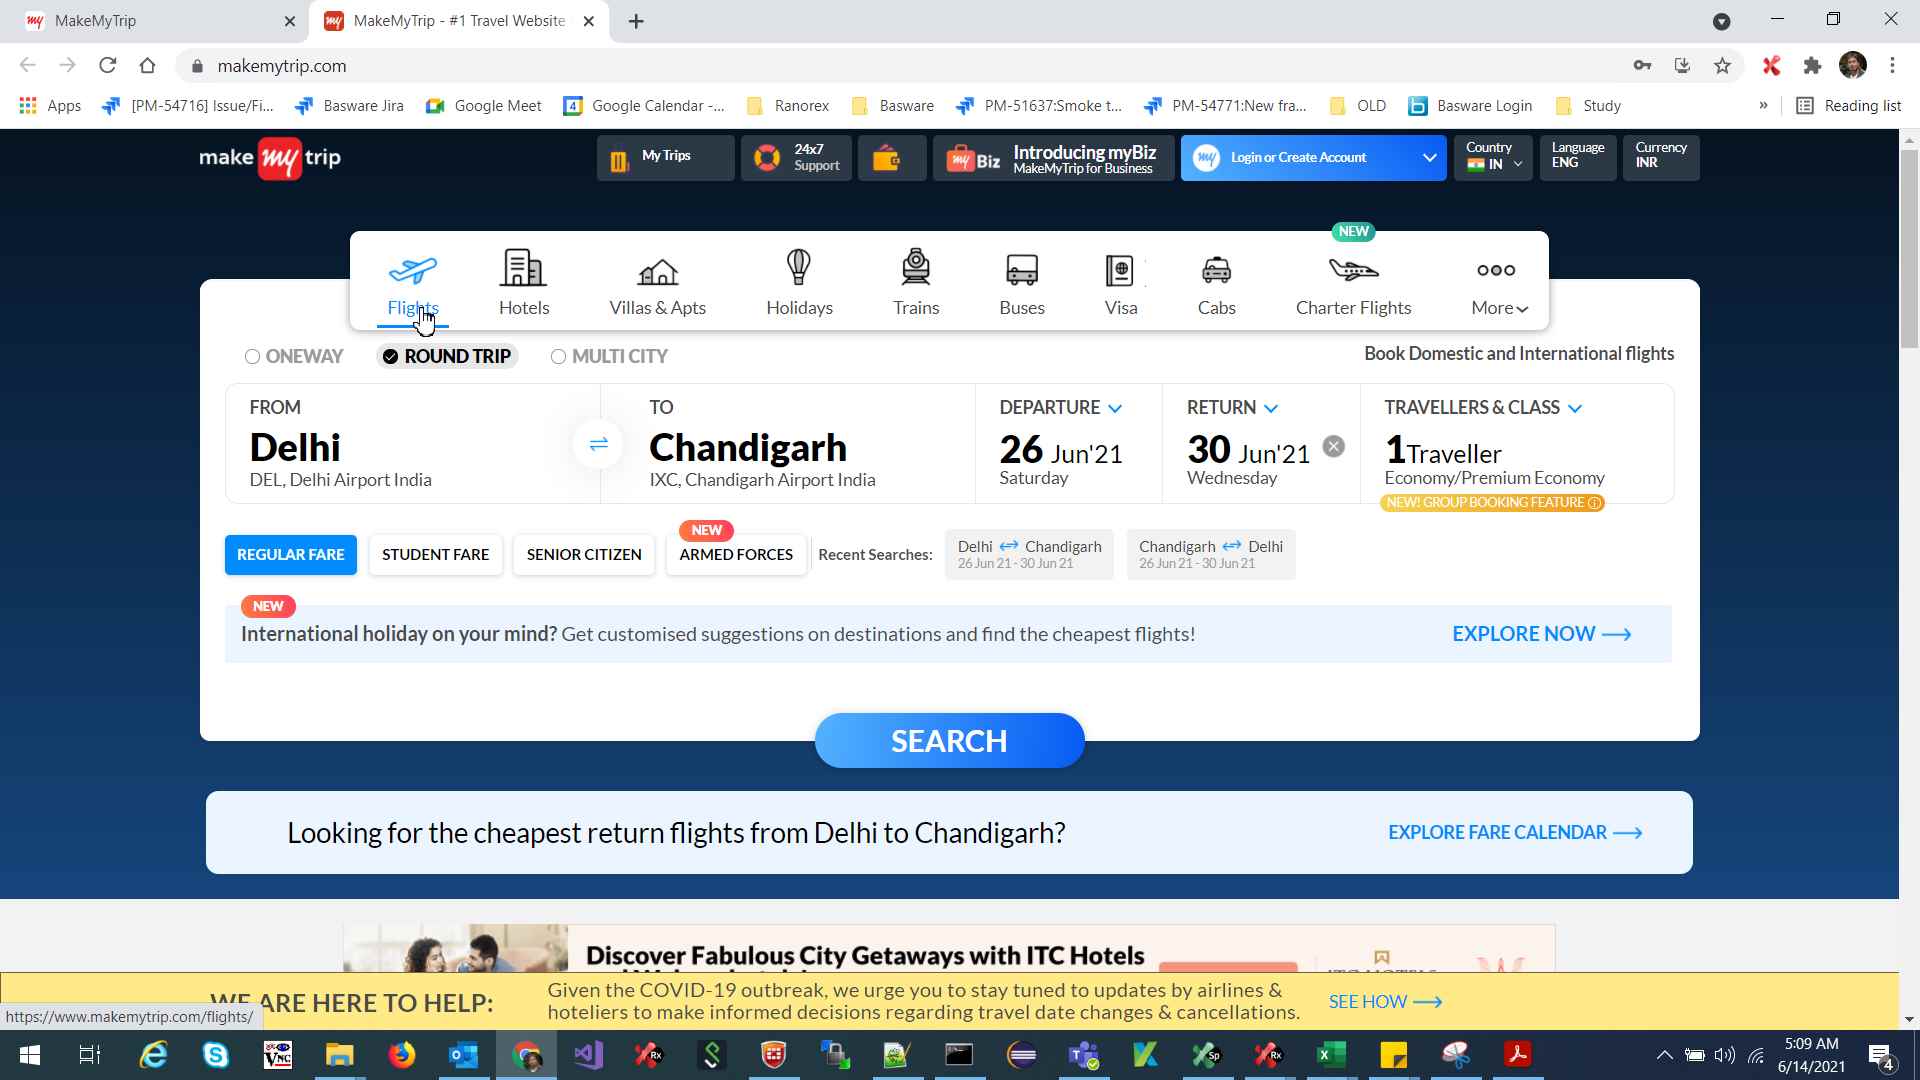 MakeMyTrip
MakeMyTrip - #1 Travel Website
makemytrip.com
Apps
[PM-54716] Issue/Fi...
Basware Jira
Google Meet
4
Google Calendar -...
Ranorex
Basware
PM-51637:Smoke t...
PM-54771:New fra...
OLD
Basware Login
Study
»
Reading list
make my trip
My Trips
24x7
Support
my Biz
Introducing myBiz
MakeMyTrip for Business
my
Login or Create Account
Country
IN
Language
ENG
Currency
INR
NEW
Flights
Hotels
Villas & Apts
Holidays
Trains
Buses
Visa
Cabs
Charter Flights
More
ONEWAY
ROUND TRIP
MULTI CITY
Book Domestic and International flights
FROM
Delhi
DEL, Delhi Airport India
TO
Chandigarh
IXC, Chandigarh Airport India
DEPARTURE
26 Jun'21
Saturday
RETURN
30 Jun'21
Wednesday
TRAVELLERS & CLASS
1Traveller
Economy/Premium Economy
NEW! GROUP BOOKING FEATURE
REGULAR FARE
STUDENT FARE
SENIOR CITIZEN
NEW
ARMED FORCES
Recent Searches:
Delhi Chandigarh
26 Jun 21 - 30 Jun 21
Chandigarh Delhi
26 Jun 21 - 30 Jun 21
NEW
International holiday on your mind? Get customised suggestions on destinations and find the cheapest flights!
EXPLORE NOW
SEARCH
Looking for the cheapest return flights from Delhi to Chandigarh?
EXPLORE FARE CALENDAR
Discover Fabulous City Getaways with ITC Hotels
WE ARE HERE TO HELP:
Given the COVID-19 outbreak, we urge you to stay tuned to updates by airlines &
hoteliers to make informed decisions regarding travel date changes & cancellations.
SEE HOW
https://www.makemytrip.com/flights/
5:09 AM
6/14/2021
4